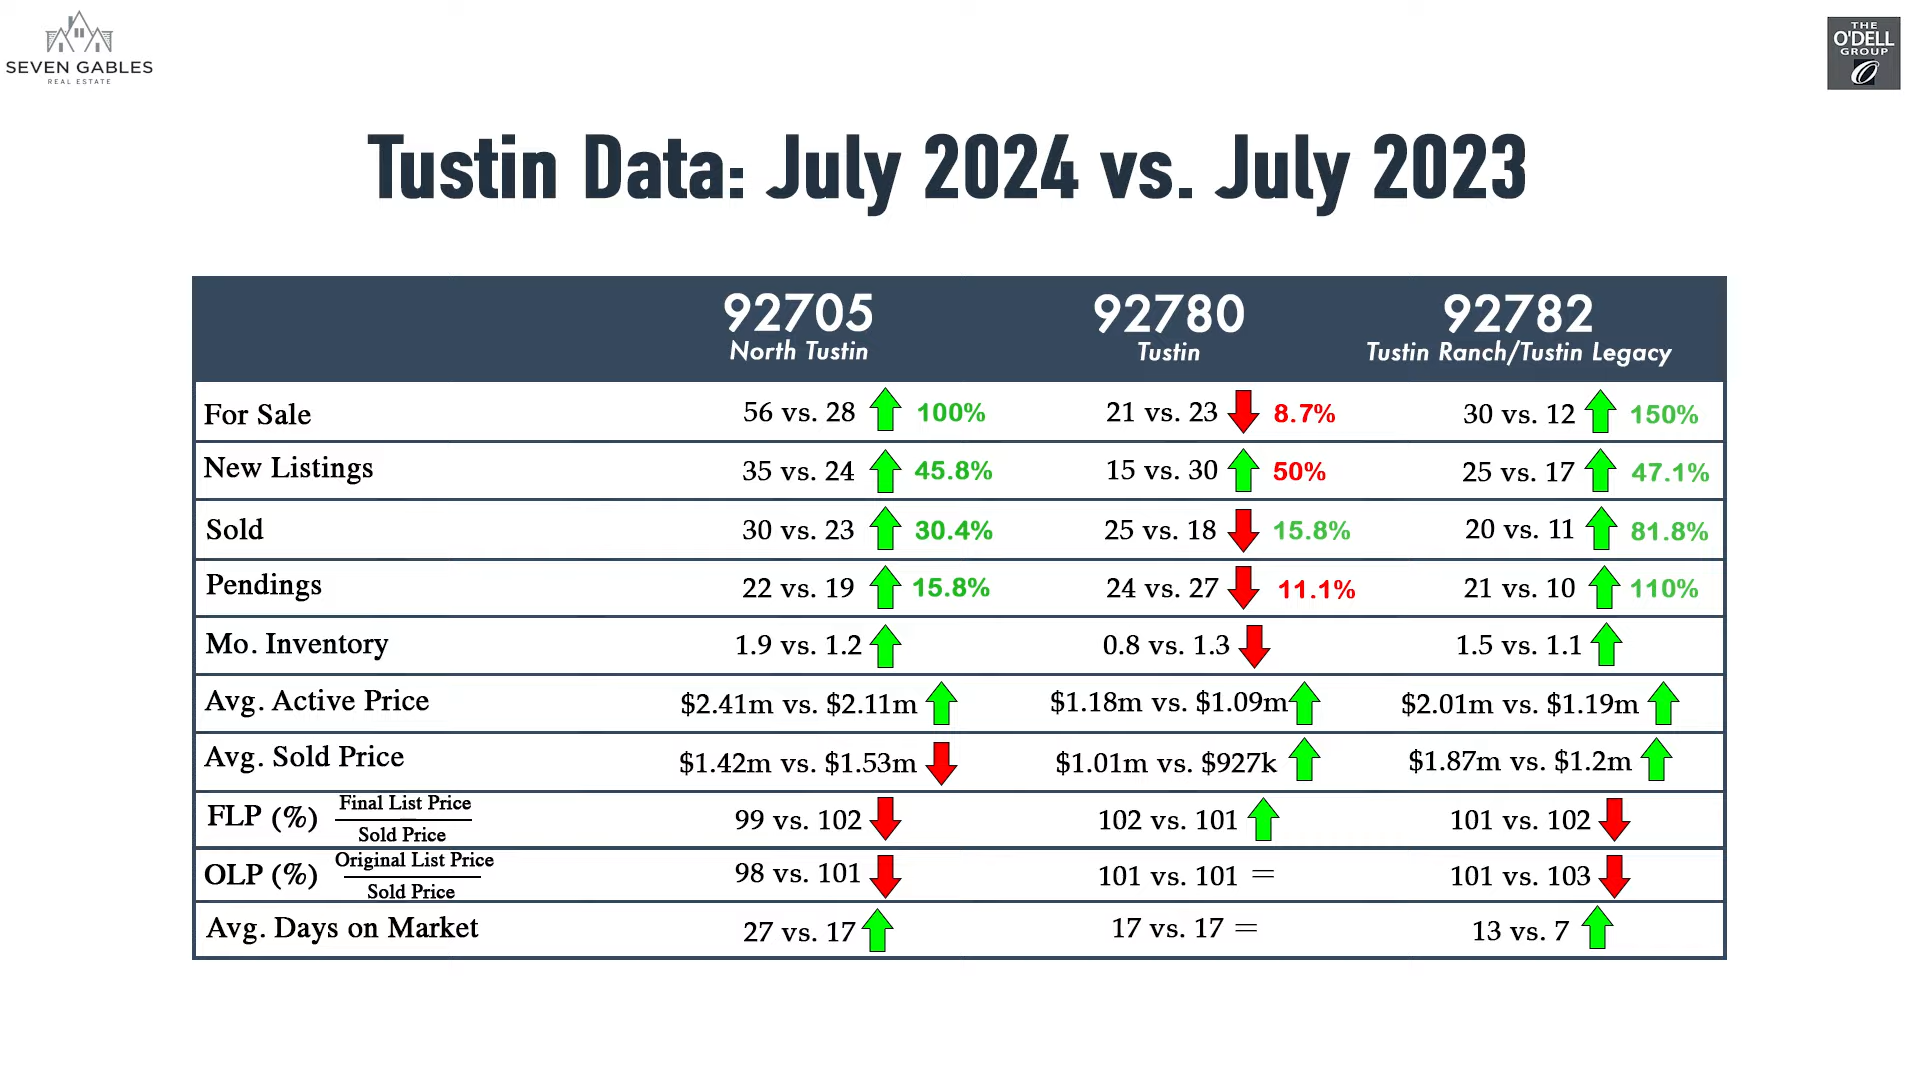 SEVEN GABLES
REAL ESTATE
THE
O'DELL
GROUP
Tustin Data: July 2024 vs. July 2023
92705 92780 92782
North Tustin Tustin Tustin Ranch/Tustin Legacy
For Sale 56 vs. 28 100% 21 vs. 23 8.7% 30 vs. 12 150%
New Listings 35 vs. 24 45.8% 15 vs. 30 50% 25 vs. 17 47.1%
Sold 30 vs. 23 30.4% 25 vs. 18 15.8% 20 vs. 11 81.8%
Pendings 22 vs. 19 15.8% 24 vs. 27 11.1% 21 vs. 10 110%
Mo. Inventory 1.9 vs. 1.2 0.8 vs. 1.3 1.5 vs. 1.1
Avg. Active Price $2.41m vs. $2.11m $1.18m vs. $1.09m $2.01m vs. $1.19m
Avg. Sold Price $1.42m vs. $1.53m $1.01m vs. $927k $1.87m vs. $1.2m
FLP (%) Final List Price
Sold Price
99 vs. 102 102 vs. 101 101 vs. 102
OLP (%) Original List Price
Sold Price
98 vs. 101 101 vs. 101 = 101 vs. 103
Avg. Days on Market 27 vs. 17 17 vs. 17 = 13 vs. 7